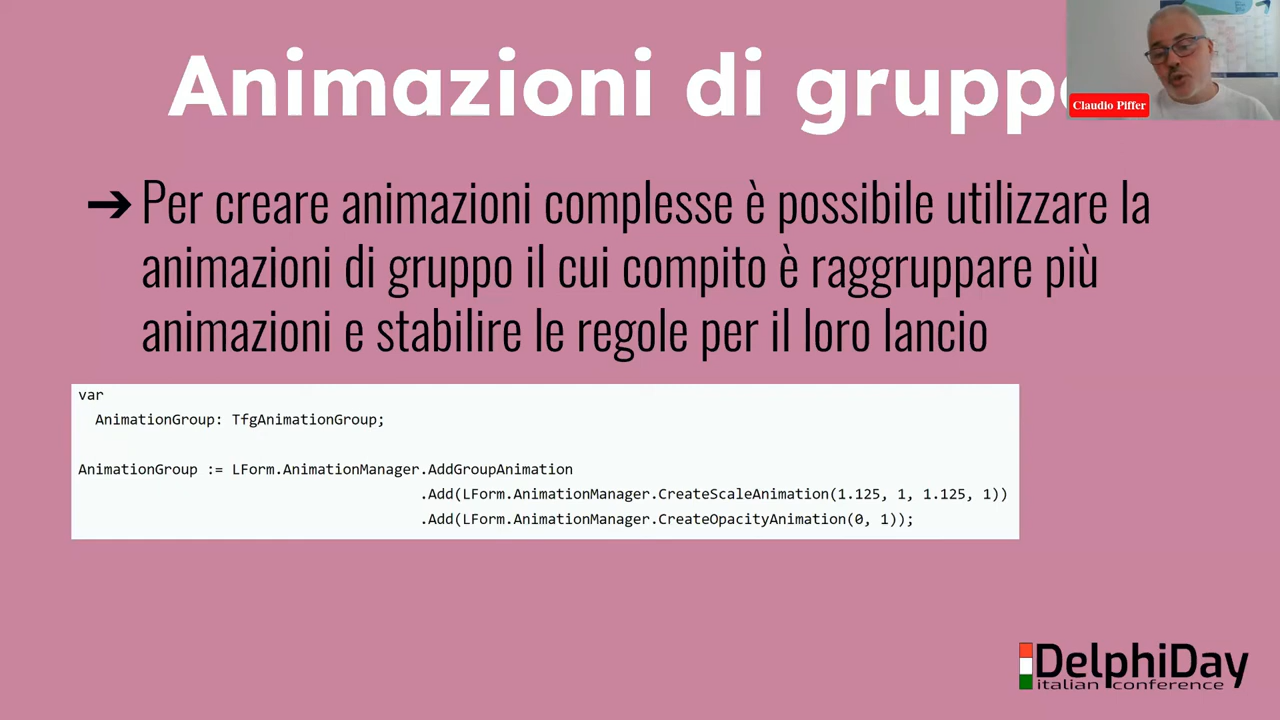 Animazioni di gruppo
Claudio Piffer
➔ Per creare animazioni complesse è possibile utilizzare la
animazioni di gruppo il cui compito è raggruppare più
animazioni e stabilire le regole per il loro lancio
var
AnimationGroup: TfgAnimationGroup;
AnimationGroup := LForm.AnimationManager.AddGroupAnimation
.Add(LForm.AnimationManager.CreateScaleAnimation(1.125, 1, 1.125, 1))
.Add(LForm.AnimationManager.CreateOpacityAnimation(0, 1));
DelphiDay
italian conference